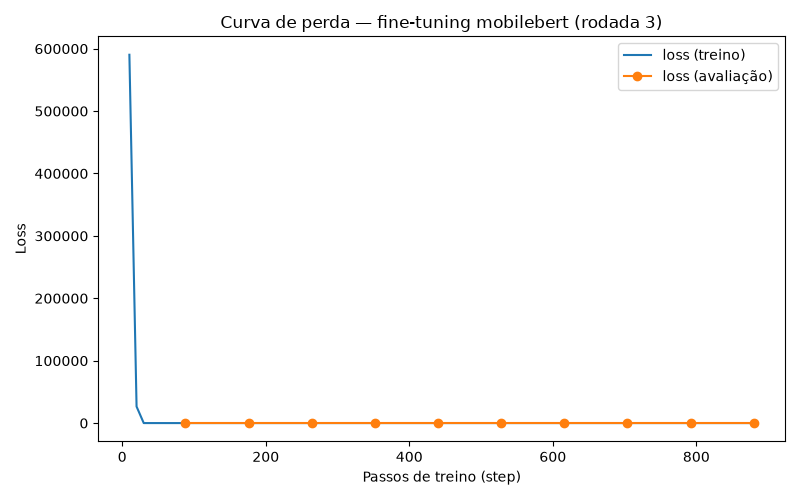 Curva de perda — fine-tuning mobilebert (rodada 3)
loss (treino)
loss (avaliação)
Loss
600000
500000
400000
300000
200000
100000
0
0 200 400 600 800
Passos de treino (step)